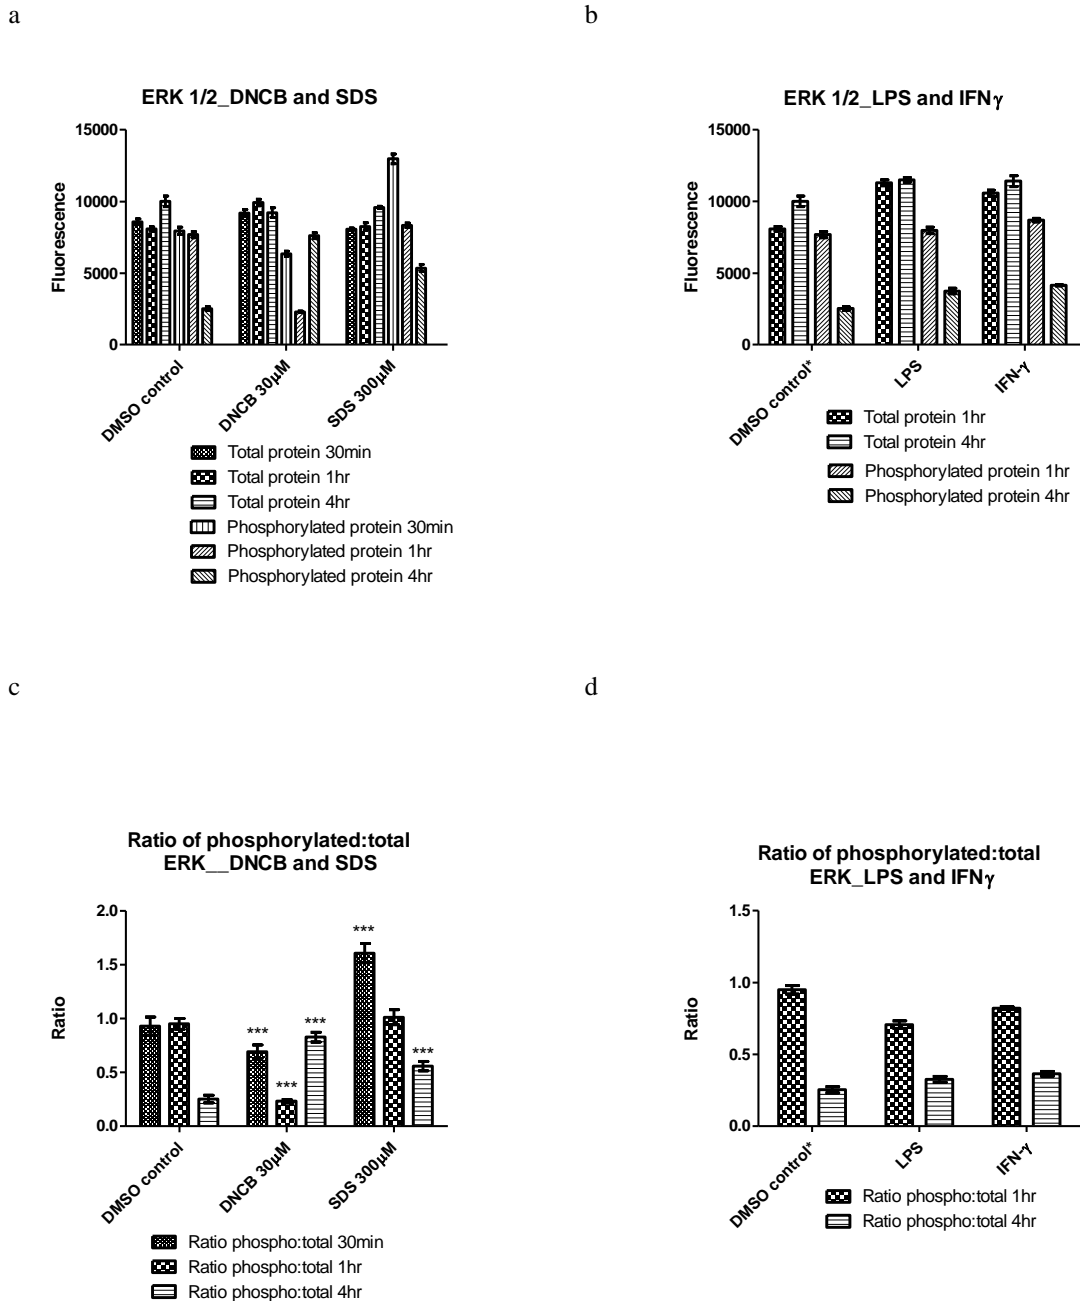 a
b
ERK 1/2_DNCB and SDS
15000
10000
5000
0
Fluorescence
DMSO control
DNCB 30µM
SDS 300µM
Total protein 30min
Total protein 1hr
Total protein 4hr
Phosphorylated protein 30min
Phosphorylated protein 1hr
Phosphorylated protein 4hr
ERK 1/2_LPS and IFNγ
15000
10000
5000
0
Fluorescence
DMSO control*
LPS
IFN-γ
Total protein 1hr
Total protein 4hr
Phosphorylated protein 1hr
Phosphorylated protein 4hr
c
d
Ratio of phosphorylated:total
ERK__DNCB and SDS
2.0
1.5
1.0
0.5
0.0
Ratio
***
***
***
***
***
DMSO control
DNCB 30µM
SDS 300µM
Ratio phospho:total 30min
Ratio phospho:total 1hr
Ratio phospho:total 4hr
Ratio of phosphorylated:total
ERK_LPS and IFNγ
1.5
1.0
0.5
0.0
Ratio
DMSO control*
LPS
IFN-γ
Ratio phospho:total 1hr
Ratio phospho:total 4hr